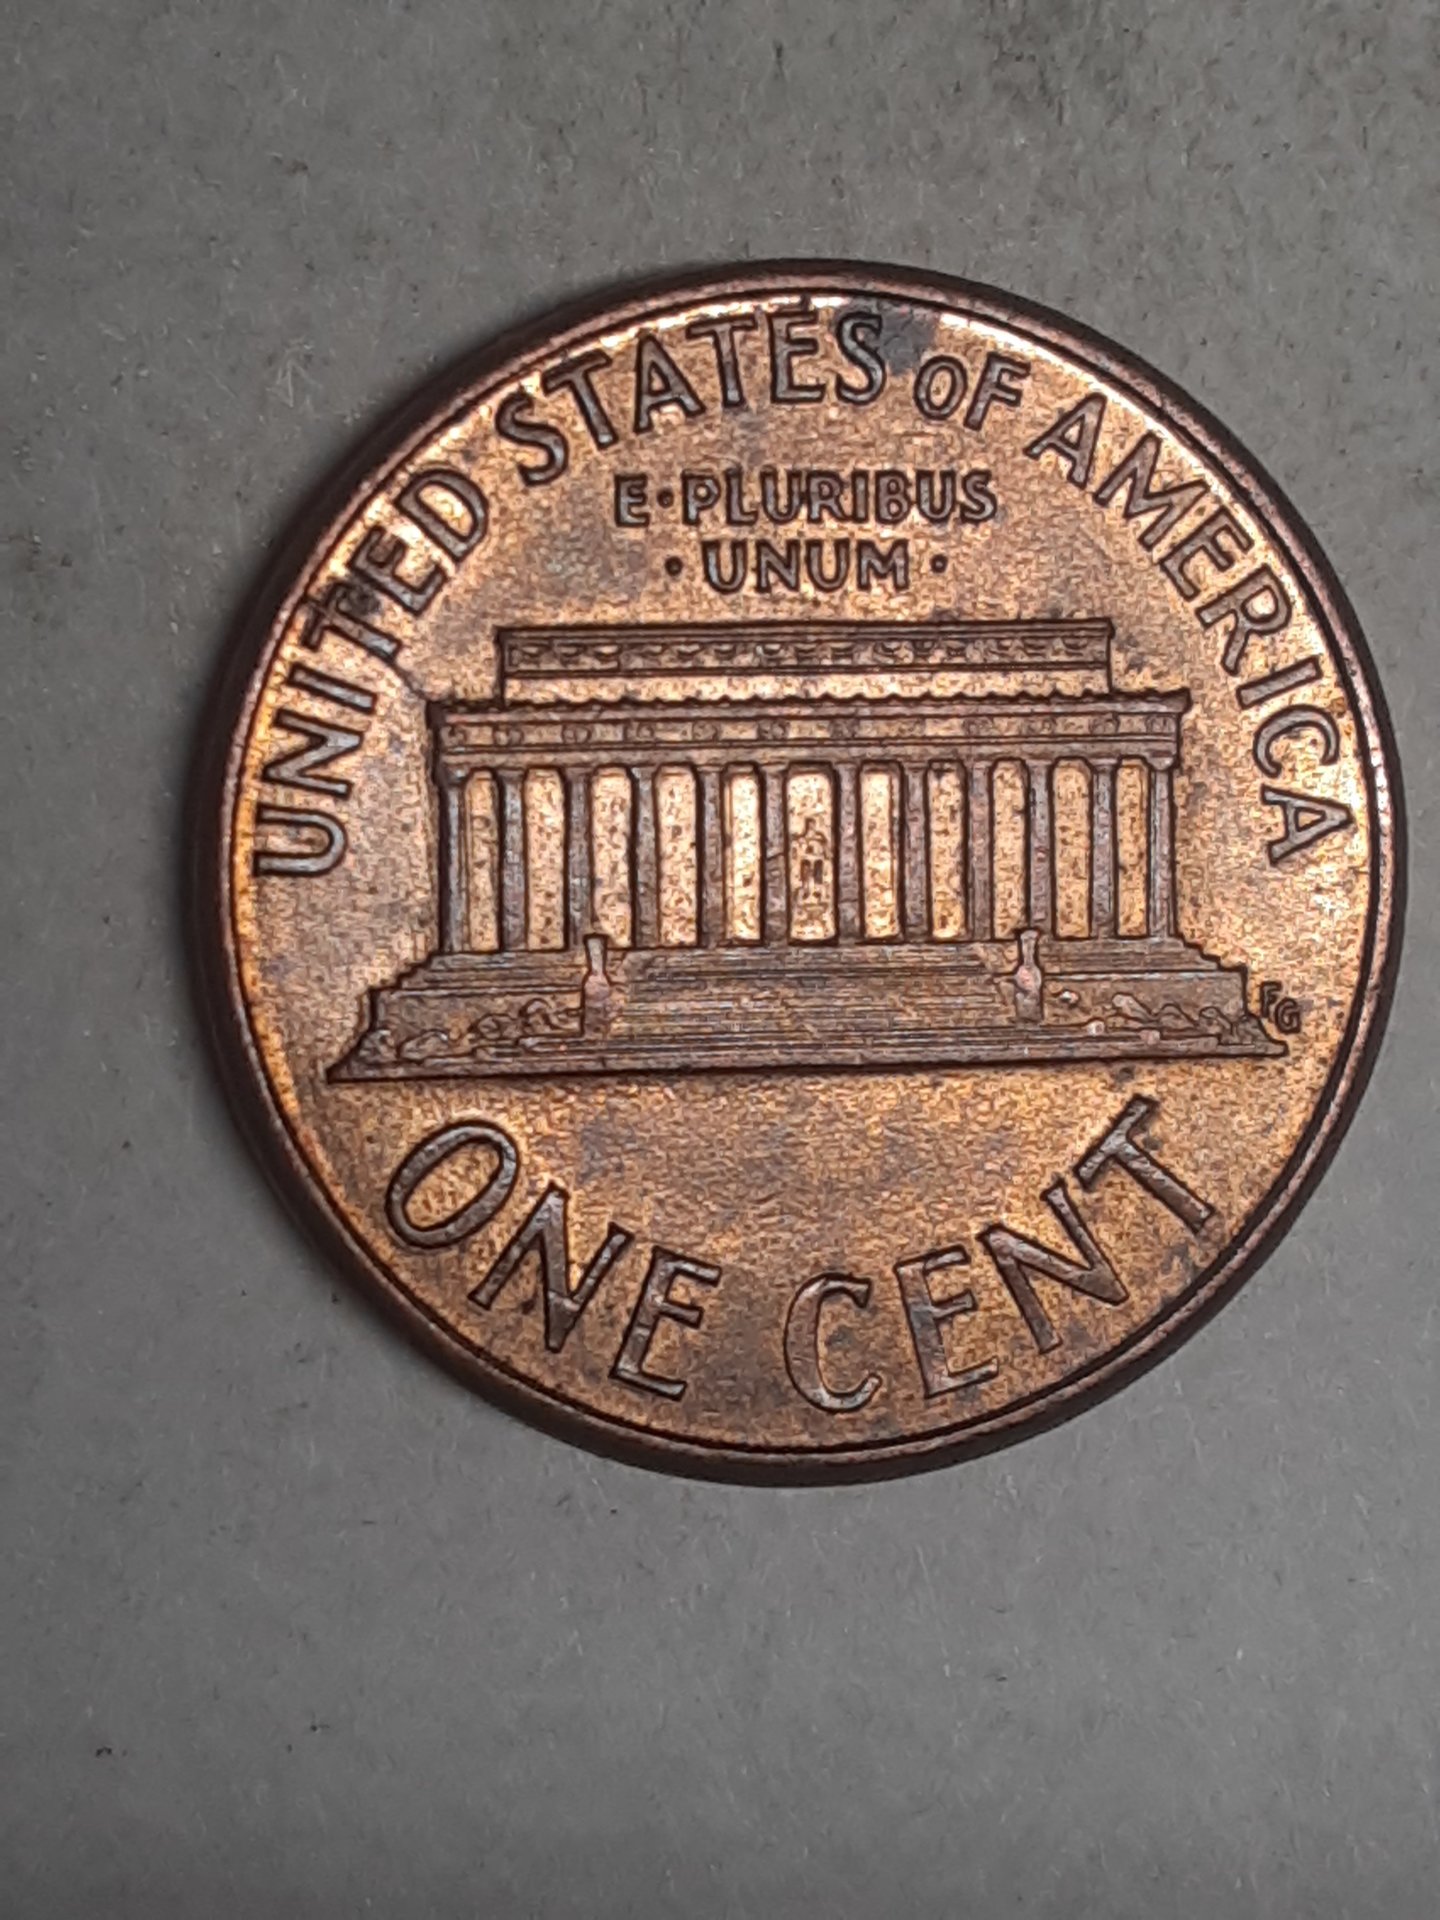 UNITED STATES OF AMERICA
E·PLURIBUS
·UNUM·
FG
ONE CENT